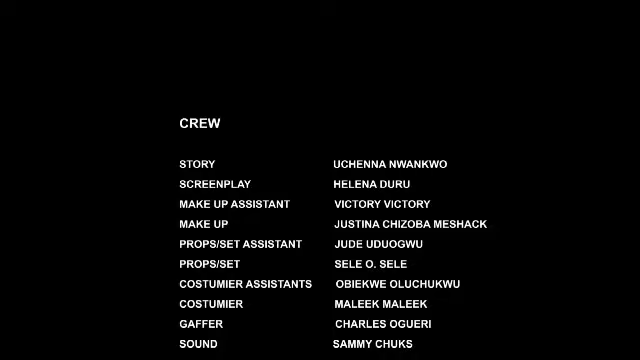 CREW
STORY UCHENNA NWANKWO
SCREENPLAY HELENA DURU
MAKE UP ASSISTANT VICTORY VICTORY
MAKE UP JUSTINA CHIZOBA MESHACK
PROPS/SET ASSISTANT JUDE UDUOGWU
PROPS/SET SELE O. SELE
COSTUMIER ASSISTANTS OBIEKWE OLUCHUKWU
COSTUMIER MALEEK MALEEK
GAFFER CHARLES OGUERI
SOUND SAMMY CHUKS